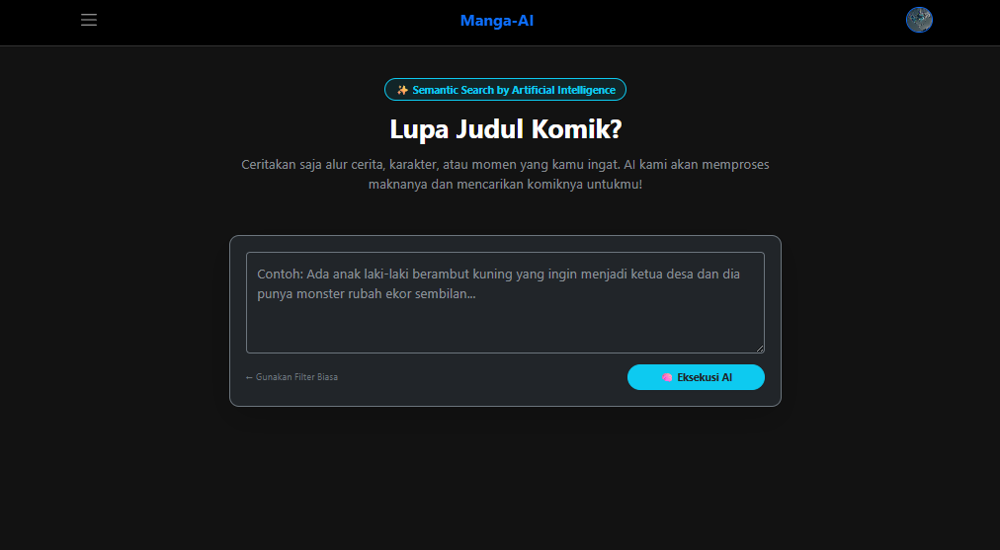 Manga-AI
✨ Semantic Search by Artificial Intelligence
Lupa Judul Komik?
Ceritakan saja alur cerita, karakter, atau momen yang kamu ingat. AI kami akan memproses
maknanya dan mencarikan komiknya untukmu!
Contoh: Ada anak laki-laki berambut kuning yang ingin menjadi ketua desa dan dia
punya monster rubah ekor sembilan...
← Gunakan Filter Biasa
🧠 Eksekusi AI